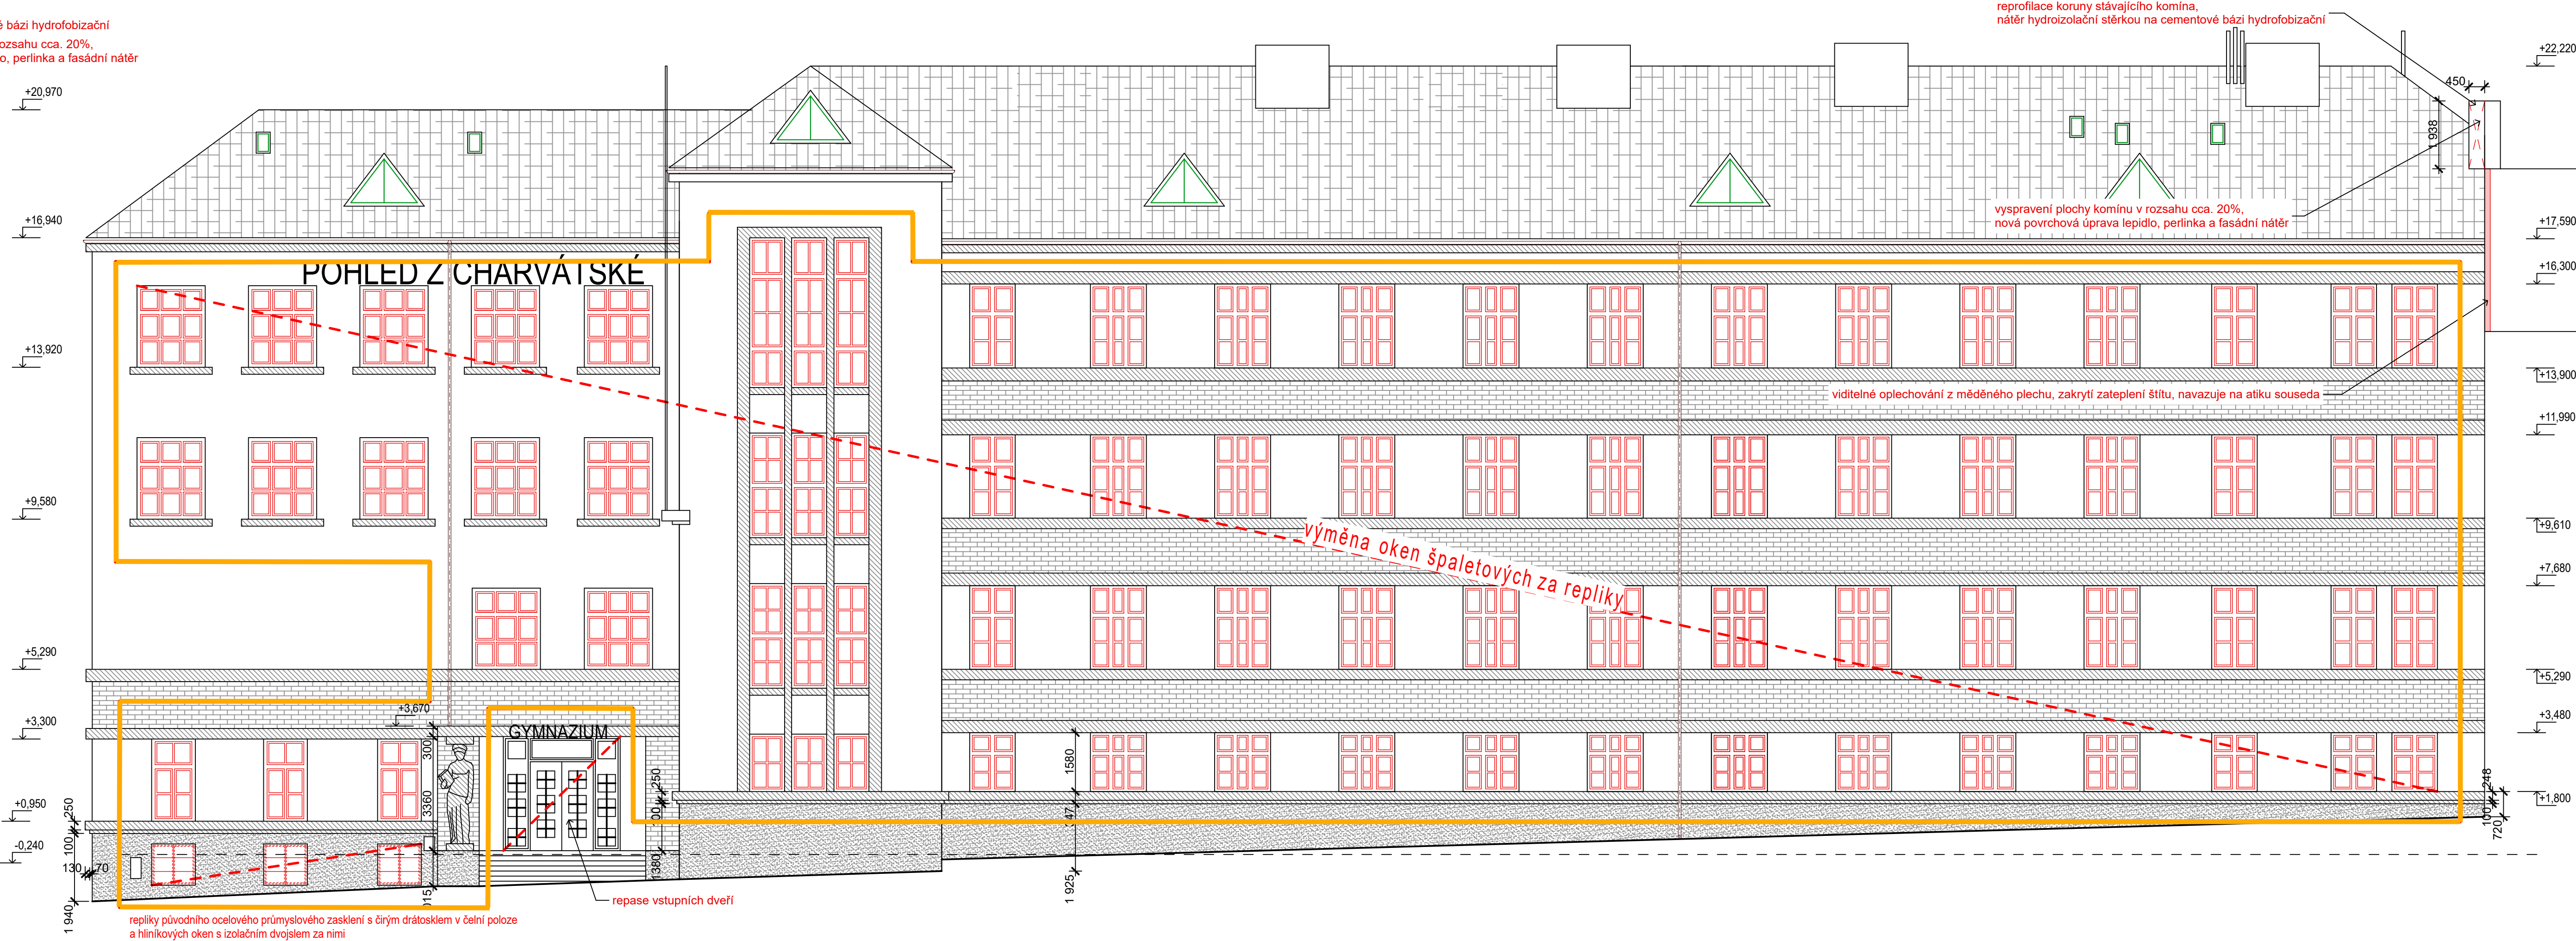 é bázi hydrofobizační
rozsahu cca. 20%,
o, perlinka a fasádní nátěr
reprofilace koruny stávajícího komína,
nátěr hydroizolační stěrkou na cementové bázi hydrofobizační
+22,220
+20,970
450
1 938
+16,940
vyspravení plochy komínu v rozsahu cca. 20%,
nová povrchová úprava lepidlo, perlinka a fasádní nátěr
+17,590
POHLED Z CHARVÁTSKÉ
+16,300
+13,920
+13,900
viditelné oplechování z měděného plechu, zakrytí zateplení štítu, navazuje na atiku souseda
+11,990
+9,580
+9,610
výměna oken špaletových za repliky
+7,680
+5,290
+5,290
+3,670
+3,300
+3,480
GYMNAZIUM
300
1580
3360
250
248
+0,950
250
100
+1,800
100
720
-0,240
130
70
1380
1 940
1 925
repase vstupních dveří
repliky původního ocelového průmyslového zasklení s čirým drátosklem v čelní poloze
a hliníkových oken s izolačním dvojslem za nimi